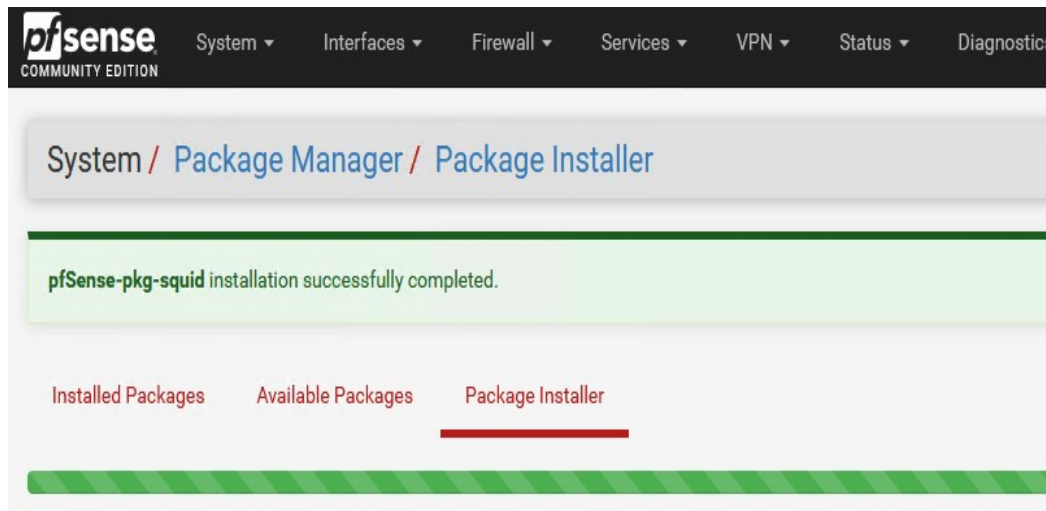 pfsense System Interfaces Firewall Services VPN Status Diagnostics
COMMUNITY EDITION
System / Package Manager / Package Installer
pfSense-pkg-squid installation successfully completed.
Installed Packages Available Packages Package Installer